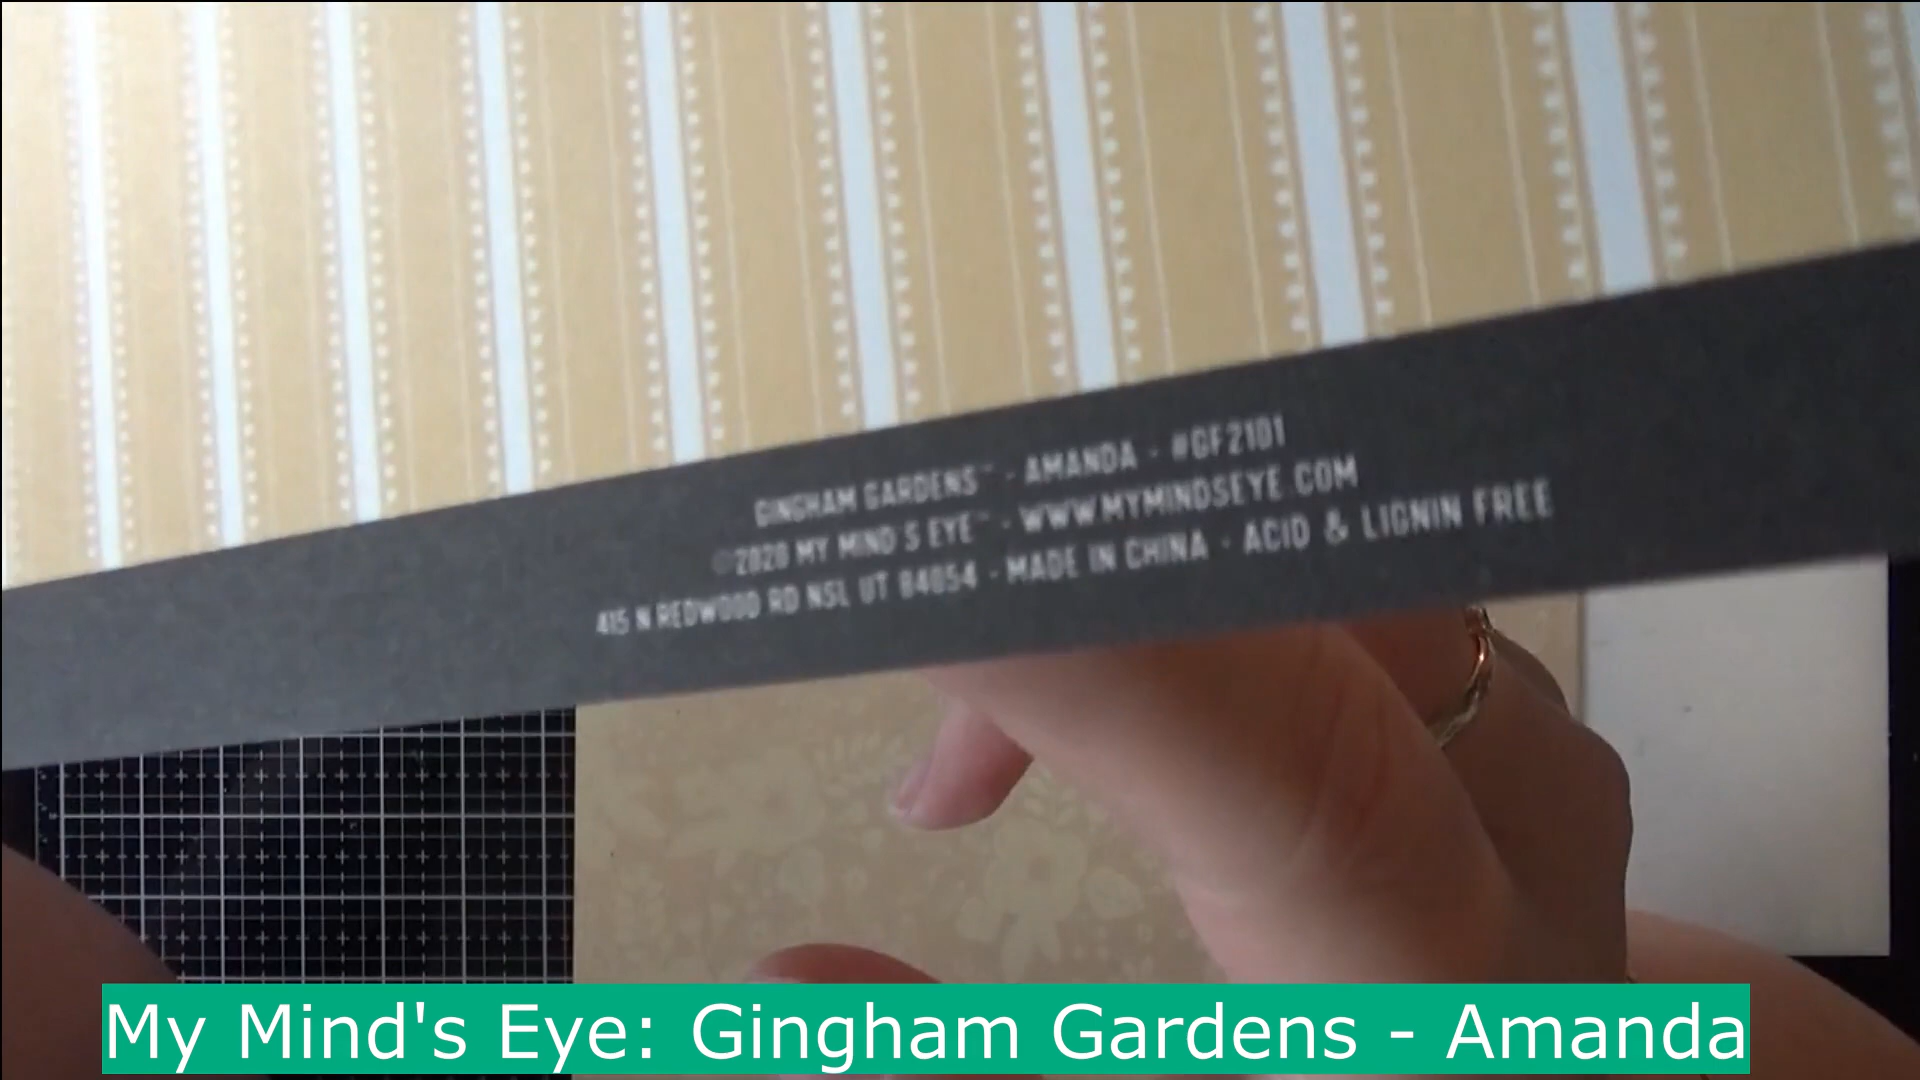 GINGHAM GARDENS™ - AMANDA - #GF2101
©2020 MY MIND'S EYE™ - WWW.MYMINDSEYE.COM
415 N REDWOOD RD NSL UT 84054 - MADE IN CHINA - ACID & LIGNIN FREE
My Mind's Eye: Gingham Gardens - Amanda